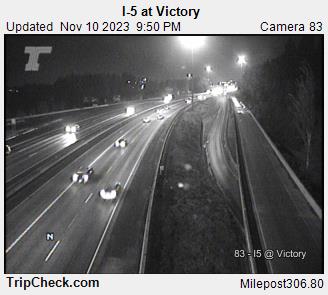 I-5 at Victory
Updated Nov 10 2023 9:50 PM Camera 83
T
N
83 - I5 @ Victory
TripCheck.com Milepost306.80